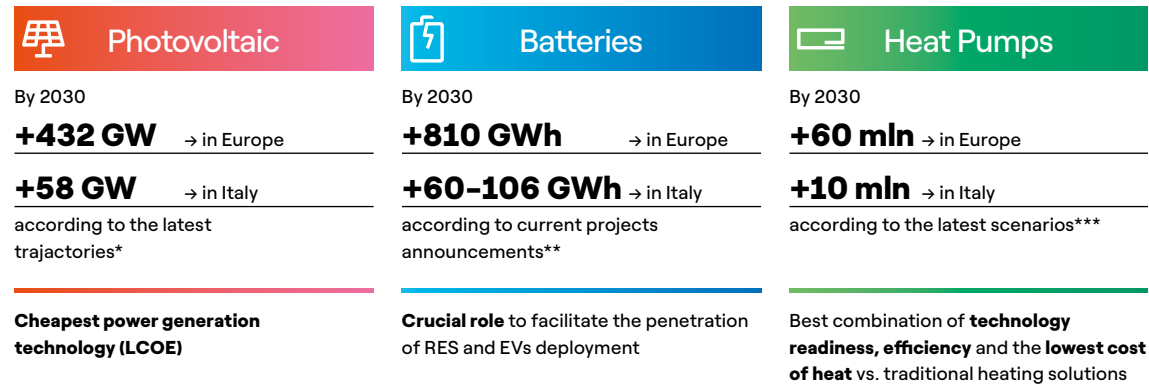 Photovoltaic
By 2030
+432 GW → in Europe
+58 GW → in Italy
according to the latest
trajactories*
Cheapest power generation
technology (LCOE)
Batteries
By 2030
+810 GWh → in Europe
+60-106 GWh → in Italy
according to current projects
announcements**
Crucial role to facilitate the penetration
of RES and EVs deployment
Heat Pumps
By 2030
+60 mln → in Europe
+10 mln → in Italy
according to the latest scenarios***
Best combination of technology
readiness, efficiency and the lowest cost
of heat vs. traditional heating solutions